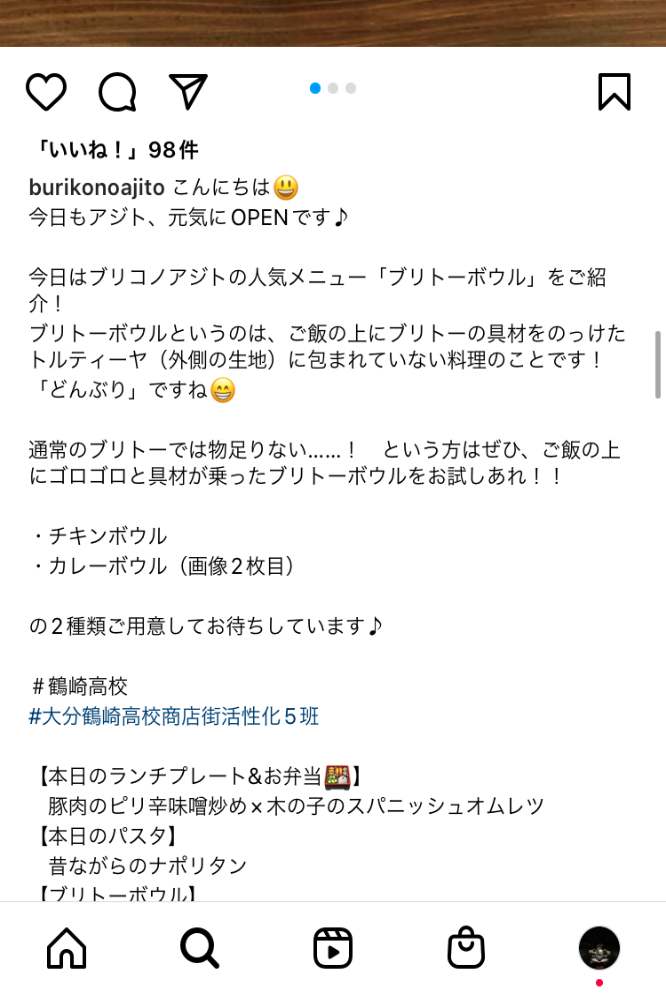 「いいね！」98件
burikonoajito こんにちは😃
今日もアジト、元気にOPENです♪
今日はブリコノアジトの人気メニュー「ブリトーボウル」をご紹
介！
ブリトーボウルというのは、ご飯の上にブリトーの具材をのっけた
トルティーヤ（外側の生地）に包まれていない料理のことです！
「どんぶり」ですね😁
通常のブリトーでは物足りない……！　という方はぜひ、ご飯の上
にゴロゴロと具材が乗ったブリトーボウルをお試しあれ！！
・チキンボウル
・カレーボウル（画像２枚目）
の２種類ご用意してお待ちしています♪
＃鶴崎高校
#大分鶴崎高校商店街活性化５班
【本日のランチプレート&お弁当🍱】
　豚肉のピリ辛味噌炒め×木の子のスパニッシュオムレツ
【本日のパスタ】
　昔ながらのナポリタン
【ブリトーボウル】